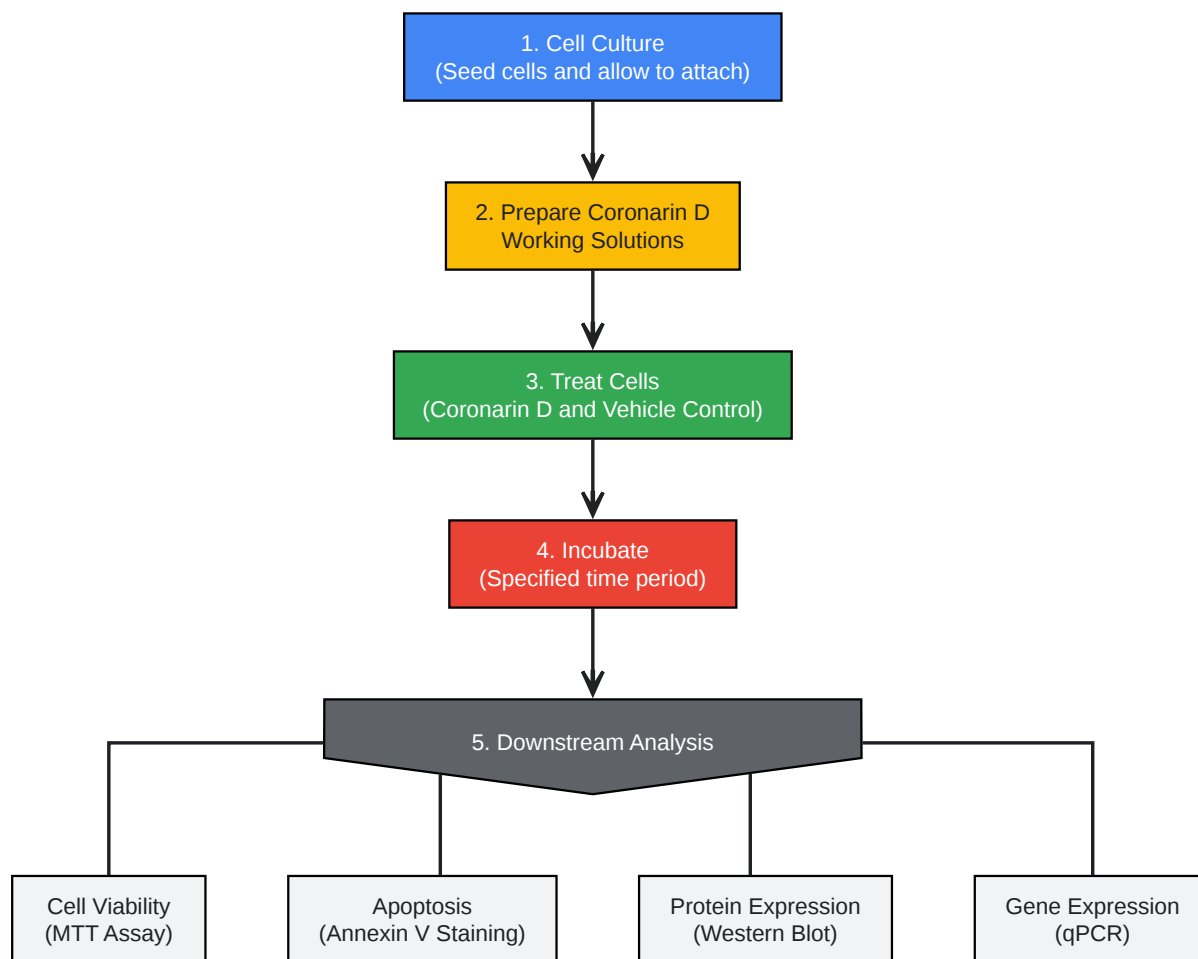 1. Cell Culture
(Seed cells and allow to attach)
2. Prepare Coronarin D
Working Solutions
3. Treat Cells
(Coronarin D and Vehicle Control)
4. Incubate
(Specified time period)
5. Downstream Analysis
Cell Viability
(MTT Assay)
Apoptosis
(Annexin V Staining)
Protein Expression
(Western Blot)
Gene Expression
(qPCR)